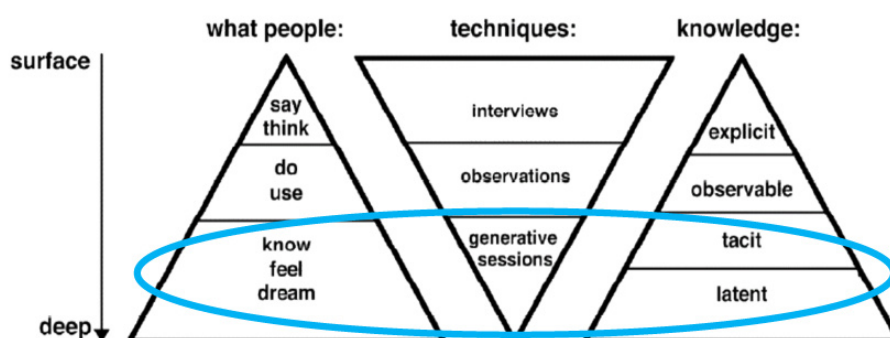 what people:
techniques:
knowledge:
surface
say
think
interviews
explicit
do
use
observations
observable
know
feel
dream
generative
sessions
tacit
latent
deep